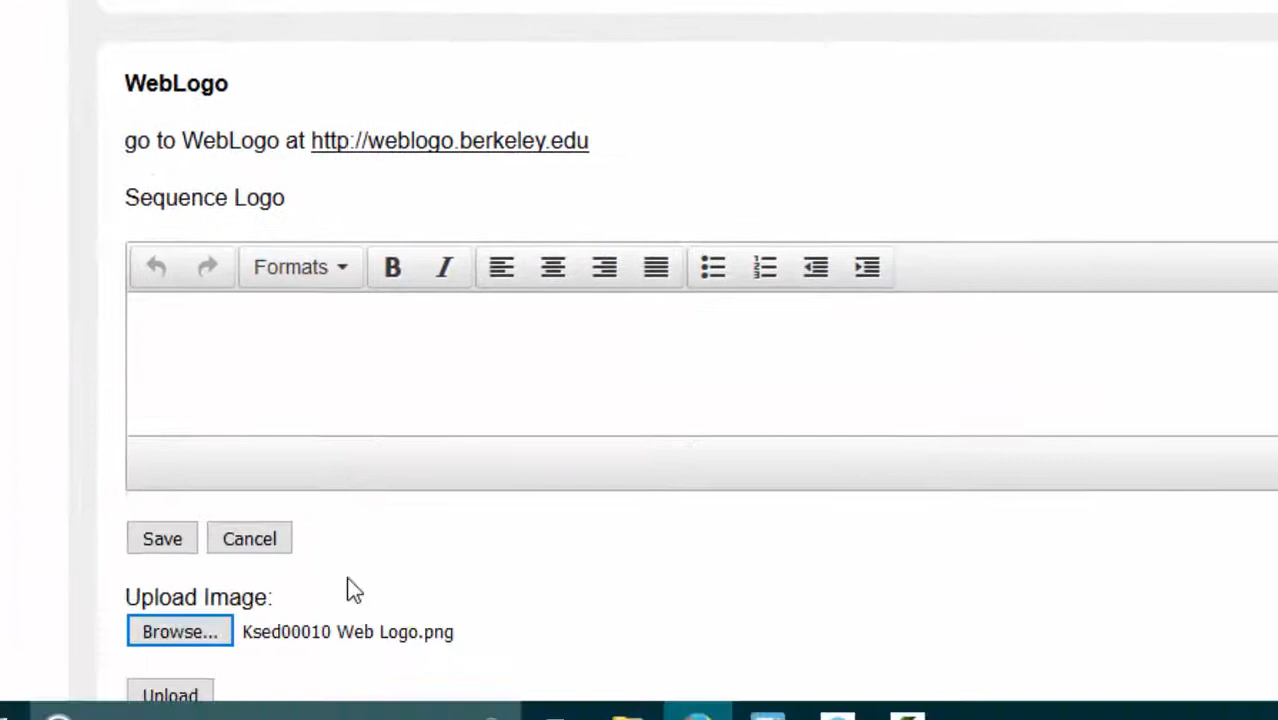 WebLogo
go to WebLogo at http://weblogo.berkeley.edu
Sequence Logo
Formats B I
Save Cancel
Upload Image:
Browse... Ksed00010 Web Logo.png
Upload